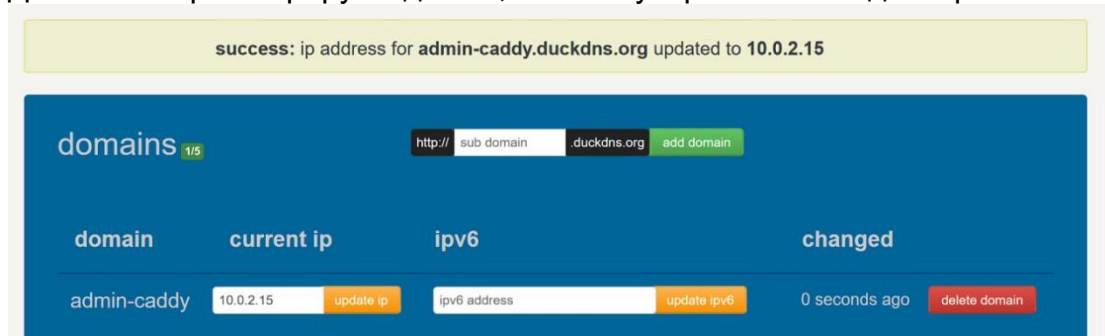 success: ip address for admin-caddy.duckdns.org updated to 10.0.2.15
domains 1/5 http:// sub domain .duckdns.org add domain
domain current ip ipv6 changed
admin-caddy 10.0.2.15 update ip ipv6 address update ipv6 0 seconds ago delete domain